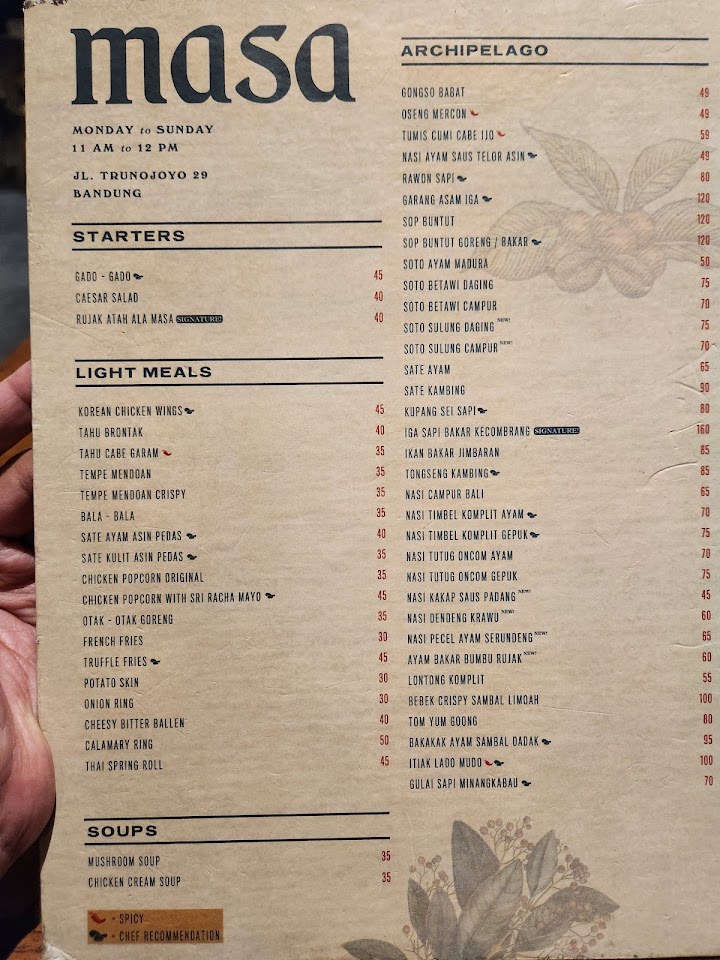 masa
MONDAY to SUNDAY
11 AM to 12 PM
JL. TRUNOJOYO 29
BANDUNG
STARTERS
GADO - GADO 45
CAESAR SALAD 40
RUJAK ATAH ALA MASA SIGNATURE! 40
LIGHT MEALS
KOREAN CHICKEN WINGS 45
TAHU BRONTAK 40
TAHU CABE GARAM 35
TEMPE MENDOAN 35
TEMPE MENDOAN CRISPY 35
BALA - BALA 35
SATE AYAM ASIN PEDAS 40
SATE KULIT ASIN PEDAS 35
CHICKEN POPCORN ORIGINAL 35
CHICKEN POPCORN WITH SRI RACHA MAYO 45
OTAK - OTAK GORENG 35
FRENCH FRIES 30
TRUFFLE FRIES 45
POTATO SKIN 30
ONION RING 30
CHEESY BITTER BALLEN 40
CALAMARY RING 50
THAI SPRING ROLL 45
SOUPS
MUSHROOM SOUP 35
CHICKEN CREAM SOUP 35
- SPICY
- CHEF RECOMMENDATION
ARCHIPELAGO
GONGSO BABAT 49
OSENG MERCON 49
TUMIS CUMI CABE IJO 59
NASI AYAM SAUS TELOR ASIN 49
RAWON SAPI 80
GARANG ASAM IGA 120
SOP BUNTUT 120
SOP BUNTUT GORENG / BAKAR 120
SOTO AYAM MADURA 50
SOTO BETAWI DAGING 75
SOTO BETAWI CAMPUR 70
SOTO SULUNG DAGING NEW! 75
SOTO SULUNG CAMPUR NEW! 70
SATE AYAM 65
SATE KAMBING 90
KUPANG SEI SAPI 80
IGA SAPI BAKAR KECOMBRANG SIGNATURE! 160
IKAN BAKAR JIMBARAN 85
TONGSENG KAMBING 85
NASI CAMPUR BALI 65
NASI TIMBEL KOMPLIT AYAM 70
NASI TIMBEL KOMPLIT GEPUK 75
NASI TUTUG ONCOM AYAM 70
NASI TUTUG ONCOM GEPUK 75
NASI KAKAP SAUS PADANG NEW! 45
NASI DENDENG KRAWU NEW! 60
NASI PECEL AYAM SERUNDENG NEW! 65
AYAM BAKAR BUMBU RUJAK NEW! 60
LONTONG KOMPLIT 55
BEBEK CRISPY SAMBAL LIMOAH 100
TOM YUM GOONG 80
BAKAKAK AYAM SAMBAL DADAK 95
ITIAK LADO MUDO 100
GULAI SAPI MINANGKABAU 70